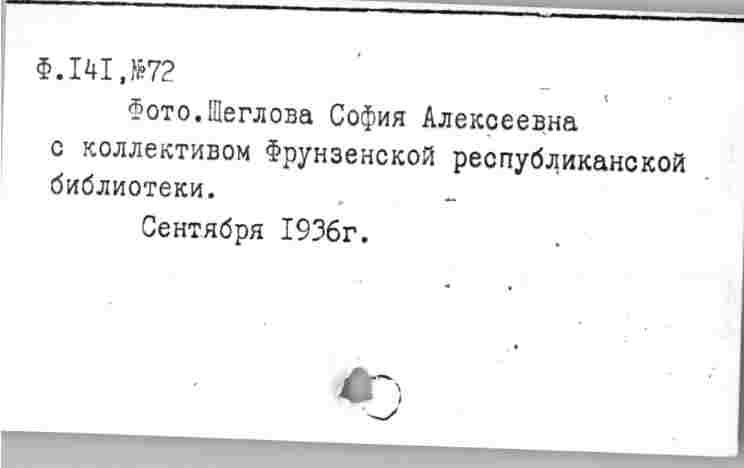 Ф.I4I,№72
Фото.Щеглова София Алексеевна
с коллективом Фрунзенской республиканской
библиотеки.
Сентября I936г.